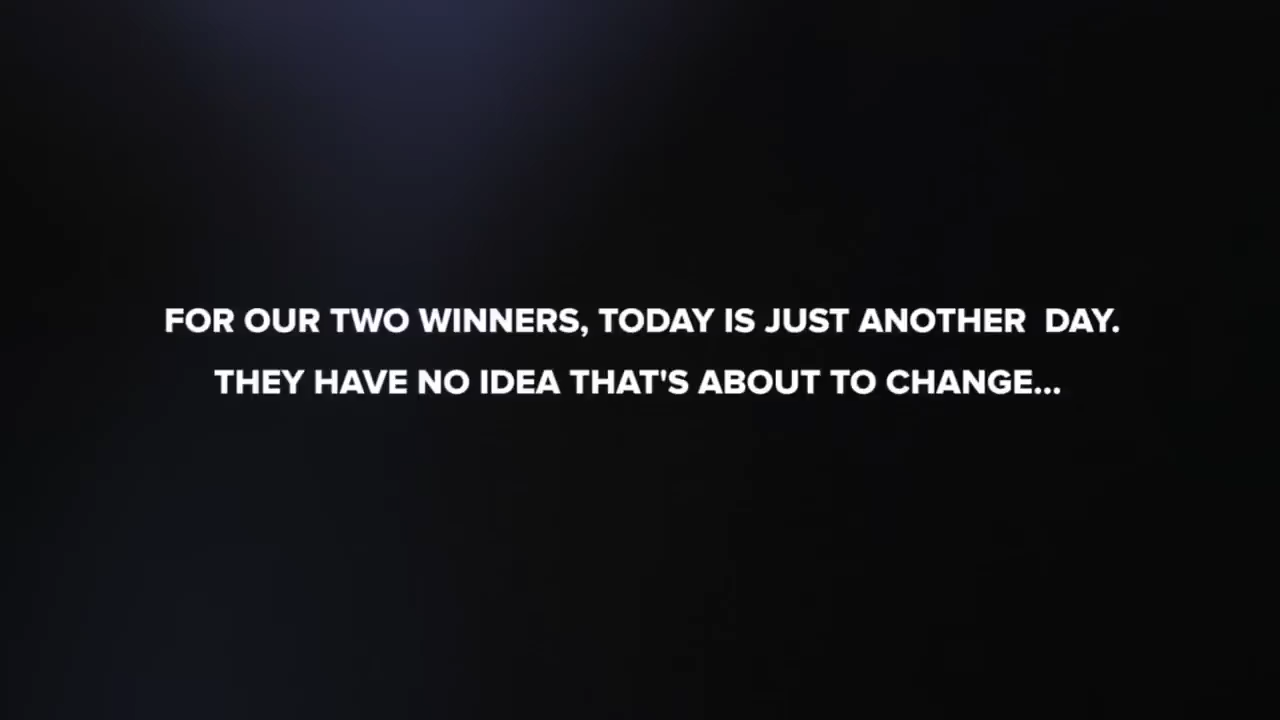 FOR OUR TWO WINNERS, TODAY IS JUST ANOTHER  DAY.
THEY HAVE NO IDEA THAT'S ABOUT TO CHANGE...